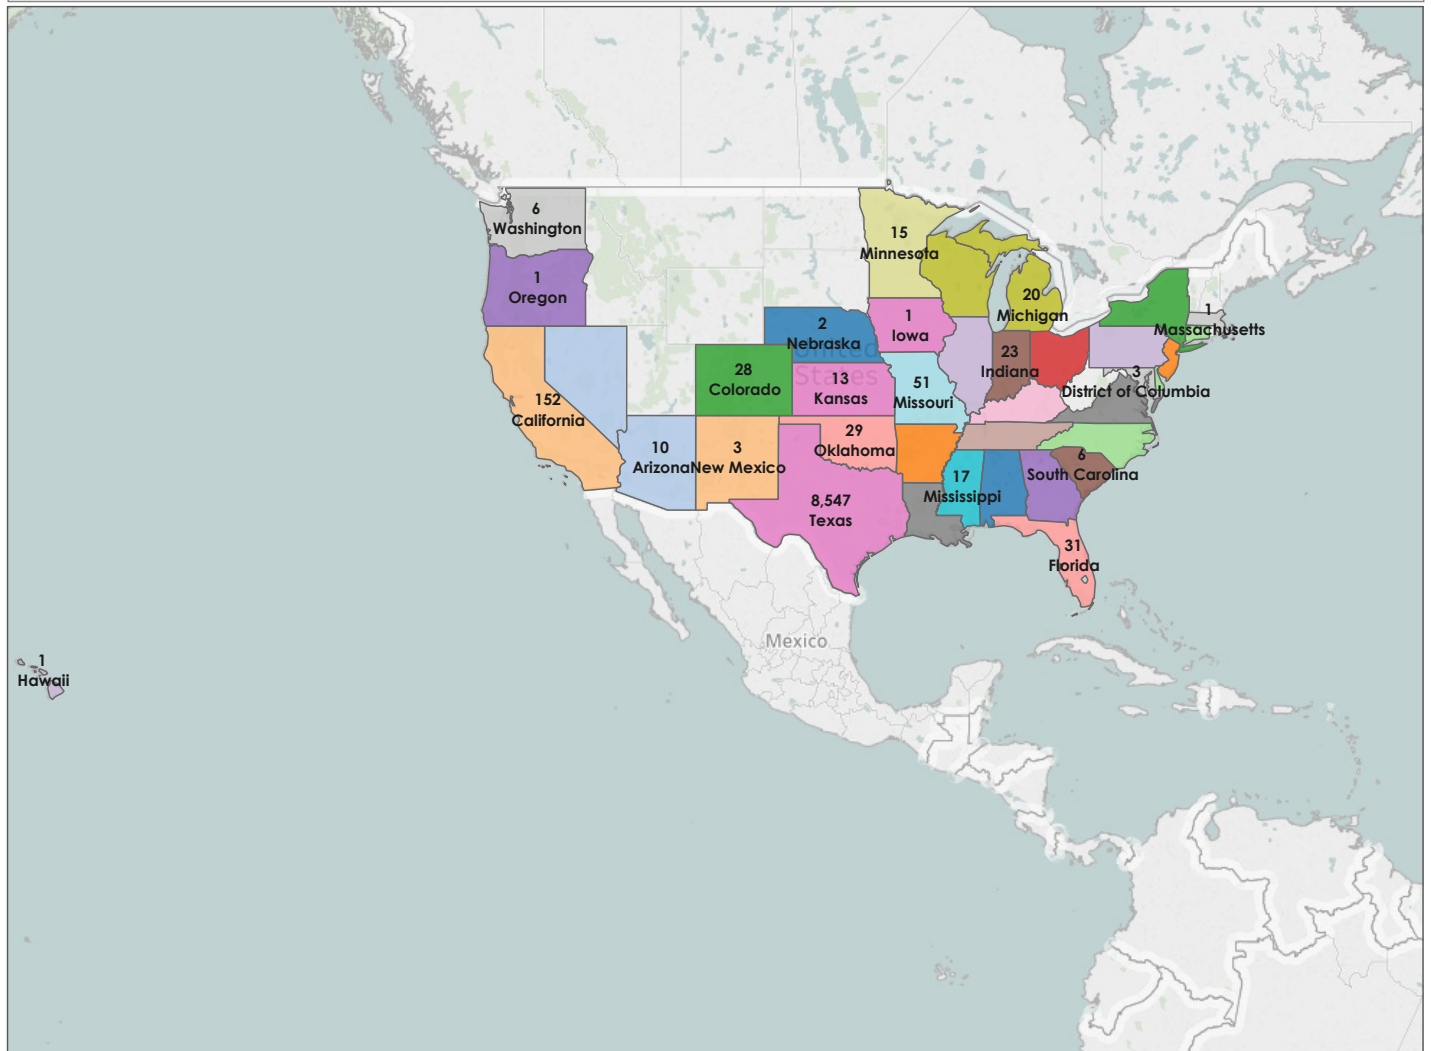 6
Washington
1
Oregon
15
Minnesota
20
Michigan
1
Massachusetts
2
Nebraska
1
Iowa
United
States
23
Indiana
3
District of Columbia
28
Colorado
13
Kansas
51
Missouri
152
California
10
Arizona
3
New Mexico
29
Oklahoma
6
South Carolina
17
Mississippi
8,547
Texas
31
Florida
Mexico
1
Hawaii